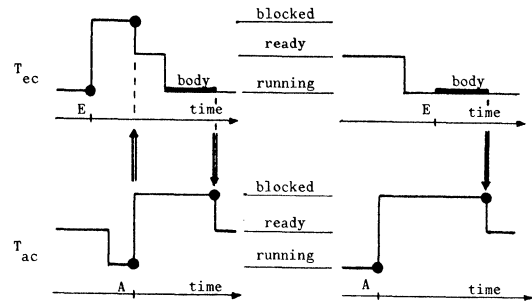 blocked
ready
T ec
body
running
body
E
time
E
time
blocked
ready
T ac
running
A
time
A
time